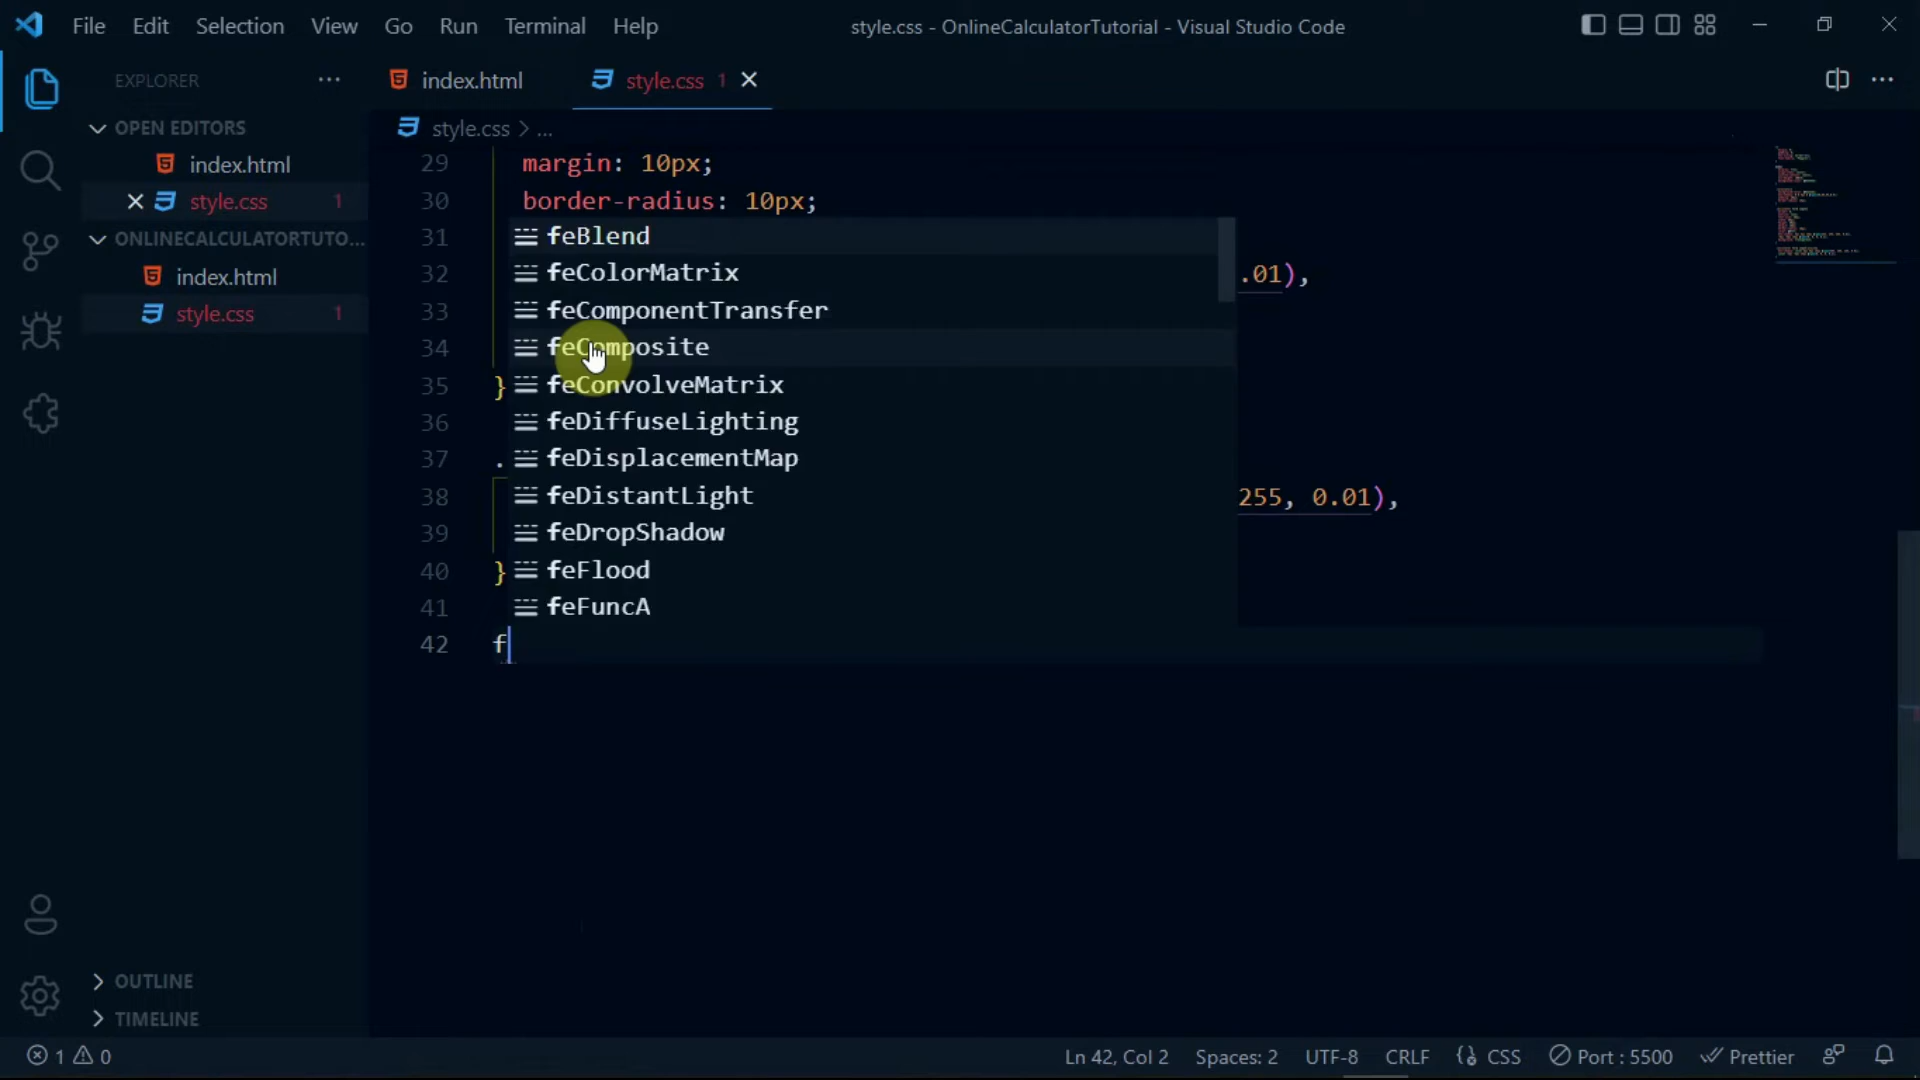 File Edit Selection View Go Run Terminal Help
style.css - OnlineCalculatorTutorial - Visual Studio Code
EXPLORER
OPEN EDITORS
index.html
style.css 1
ONLINECALCULATORTUTO...
index.html
style.css 1
OUTLINE
TIMELINE
index.html
style.css 1
style.css > ...
29 margin: 10px;
30 border-radius: 10px;
31 feBlend
32 feColorMatrix .01),
33 feComponentTransfer
34 feComposite
35 } feConvolveMatrix
36 feDiffuseLighting
37 . feDisplacementMap
38 feDistantLight 255, 0.01),
39 feDropShadow
40 } feFlood
41 feFuncA
42 f
1 0
Ln 42, Col 2 Spaces: 2 UTF-8 CRLF CSS Port : 5500 Prettier